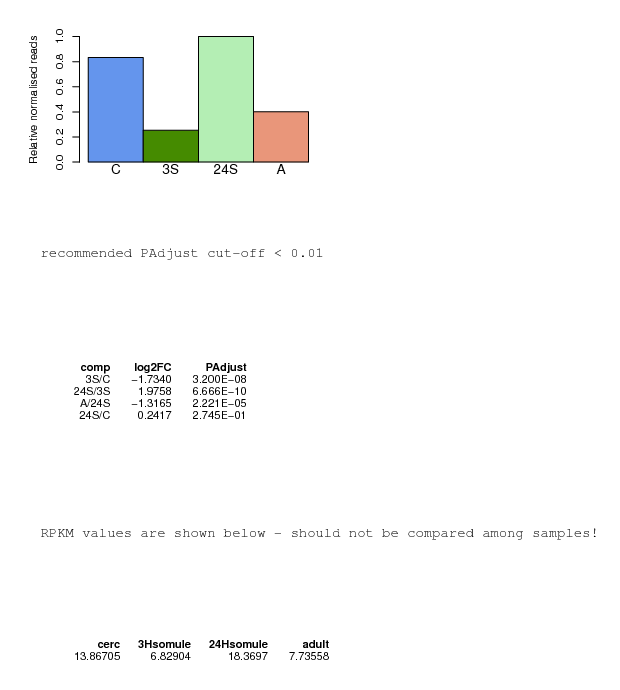 Relative normalised reads
1.0
0.8
0.6
0.4
0.2
0.0
C 3S 24S A
recommended PAdjust cut-off < 0.01
comp log2FC PAdjust
3S/C −1.7340 3.200E−08
24S/3S 1.9758 6.666E−10
A/24S −1.3165 2.221E−05
24S/C 0.2417 2.745E−01
RPKM values are shown below - should not be compared among samples!
cerc 3Hsomule 24Hsomule adult
13.86705 6.82904 18.3697 7.73558